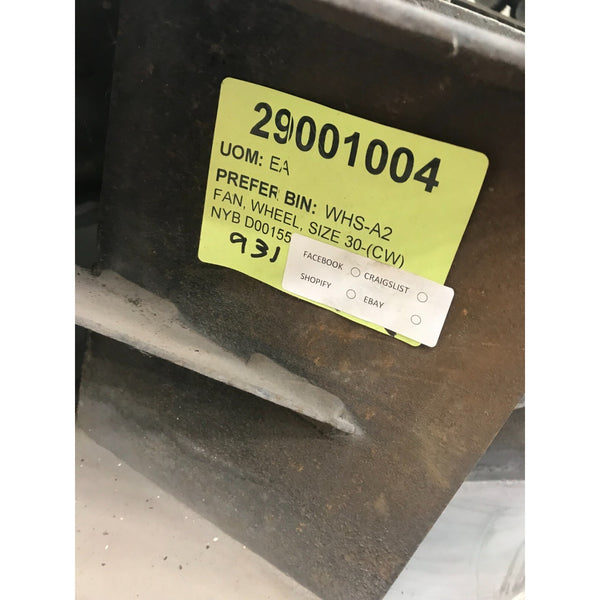 29001004
UOM: EA
PREFER BIN: WHS-A2
FAN, WHEEL, SIZE 30-(CW)
NYB D00155
931
FACEBOOK CRAIGSLIST
SHOPIFY EBAY